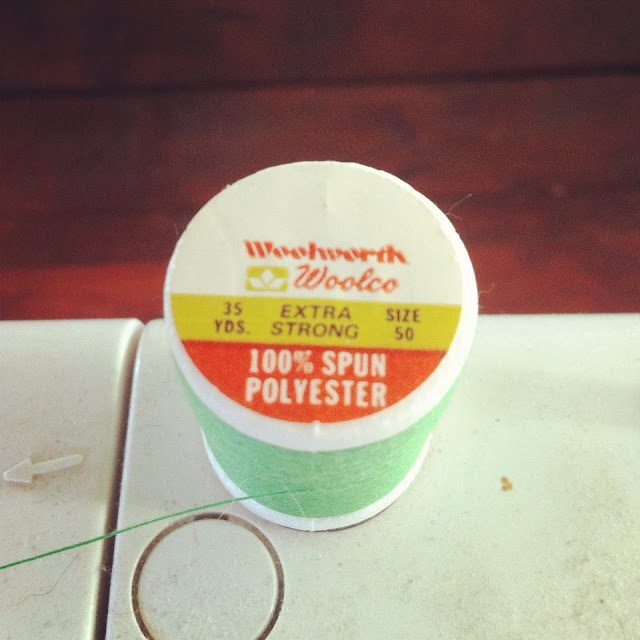 Woolworth
Woolco
35 YDS. EXTRA STRONG SIZE 50
100% SPUN
POLYESTER